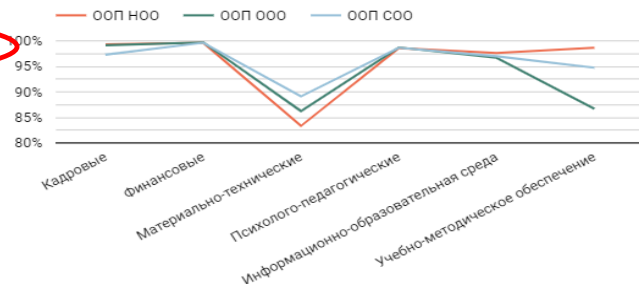 ООП НОО ООП ООО ООП СОО
100%
95%
90%
85%
80%
Кадровые
Финансовые
Материально-технические
Психолого-педагогические
Информационно-образовательная среда
Учебно-методическое обеспечение